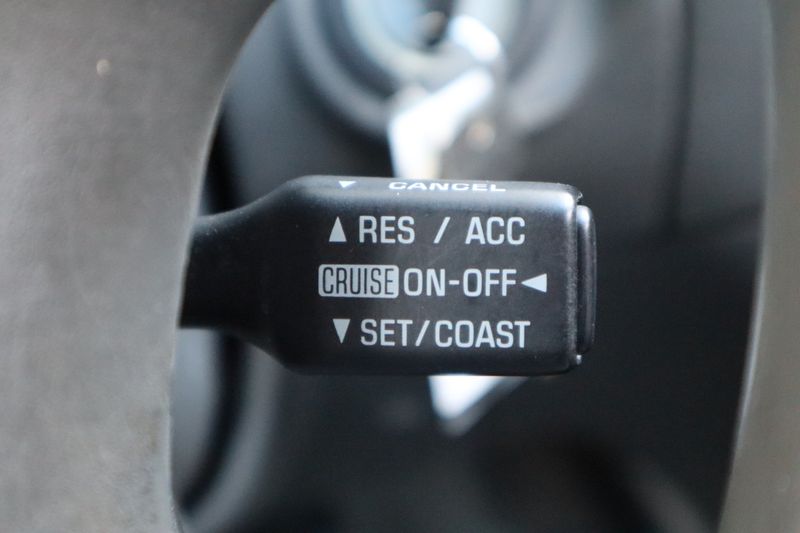 ▼ CANCEL
▲ RES / ACC
CRUISE ON-OFF ◀
▼ SET/COAST